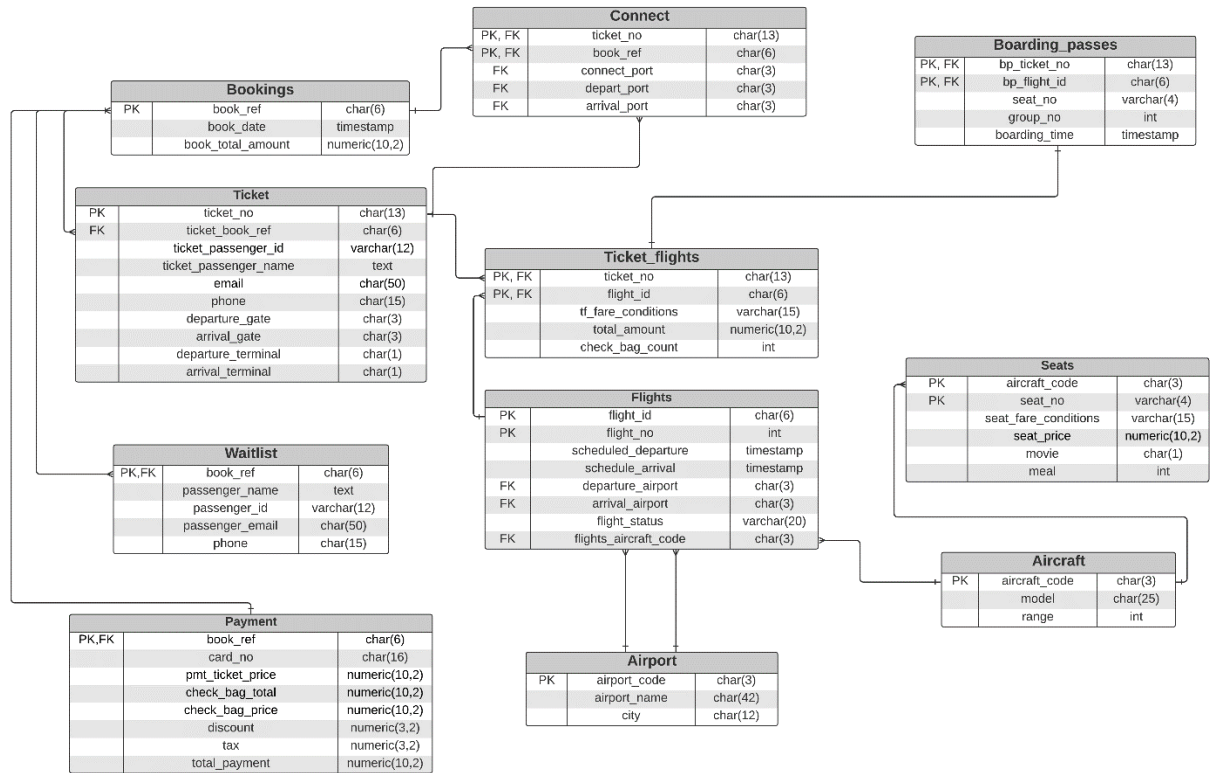 Connect
PK, FK ticket_no char(13)
PK, FK book_ref char(6)
FK connect_port char(3)
FK depart_port char(3)
FK arrival_port char(3)
Boarding_passes
PK, FK bp_ticket_no char(13)
PK, FK bp_flight_id char(6)
seat_no varchar(4)
group_no int
boarding_time timestamp
Bookings
PK book_ref char(6)
book_date timestamp
book_total_amount numeric(10,2)
Ticket
PK ticket_no char(13)
FK ticket_book_ref char(6)
ticket_passenger_id varchar(12)
ticket_passenger_name text
email char(50)
phone char(15)
departure_gate char(3)
arrival_gate char(3)
departure_terminal char(1)
arrival_terminal char(1)
Ticket_flights
PK, FK ticket_no char(13)
PK, FK flight_id char(6)
tf_fare_conditions varchar(15)
total_amount numeric(10,2)
check_bag_count int
Seats
PK aircraft_code char(3)
PK seat_no varchar(4)
seat_fare_conditions varchar(15)
seat_price numeric(10,2)
movie char(1)
meal int
Flights
PK flight_id char(6)
PK flight_no int
scheduled_departure timestamp
schedule_arrival timestamp
FK departure_airport char(3)
FK arrival_airport char(3)
flight_status varchar(20)
FK flights_aircraft_code char(3)
Waitlist
PK,FK book_ref char(6)
passenger_name text
passenger_id varchar(12)
passenger_email char(50)
phone char(15)
Aircraft
PK aircraft_code char(3)
model char(25)
range int
Payment
PK,FK book_ref char(6)
card_no char(16)
pmt_ticket_price numeric(10,2)
check_bag_total numeric(10,2)
check_bag_price numeric(10,2)
discount numeric(3,2)
tax numeric(3,2)
total_payment numeric(10,2)
Airport
PK airport_code char(3)
airport_name char(42)
city char(12)